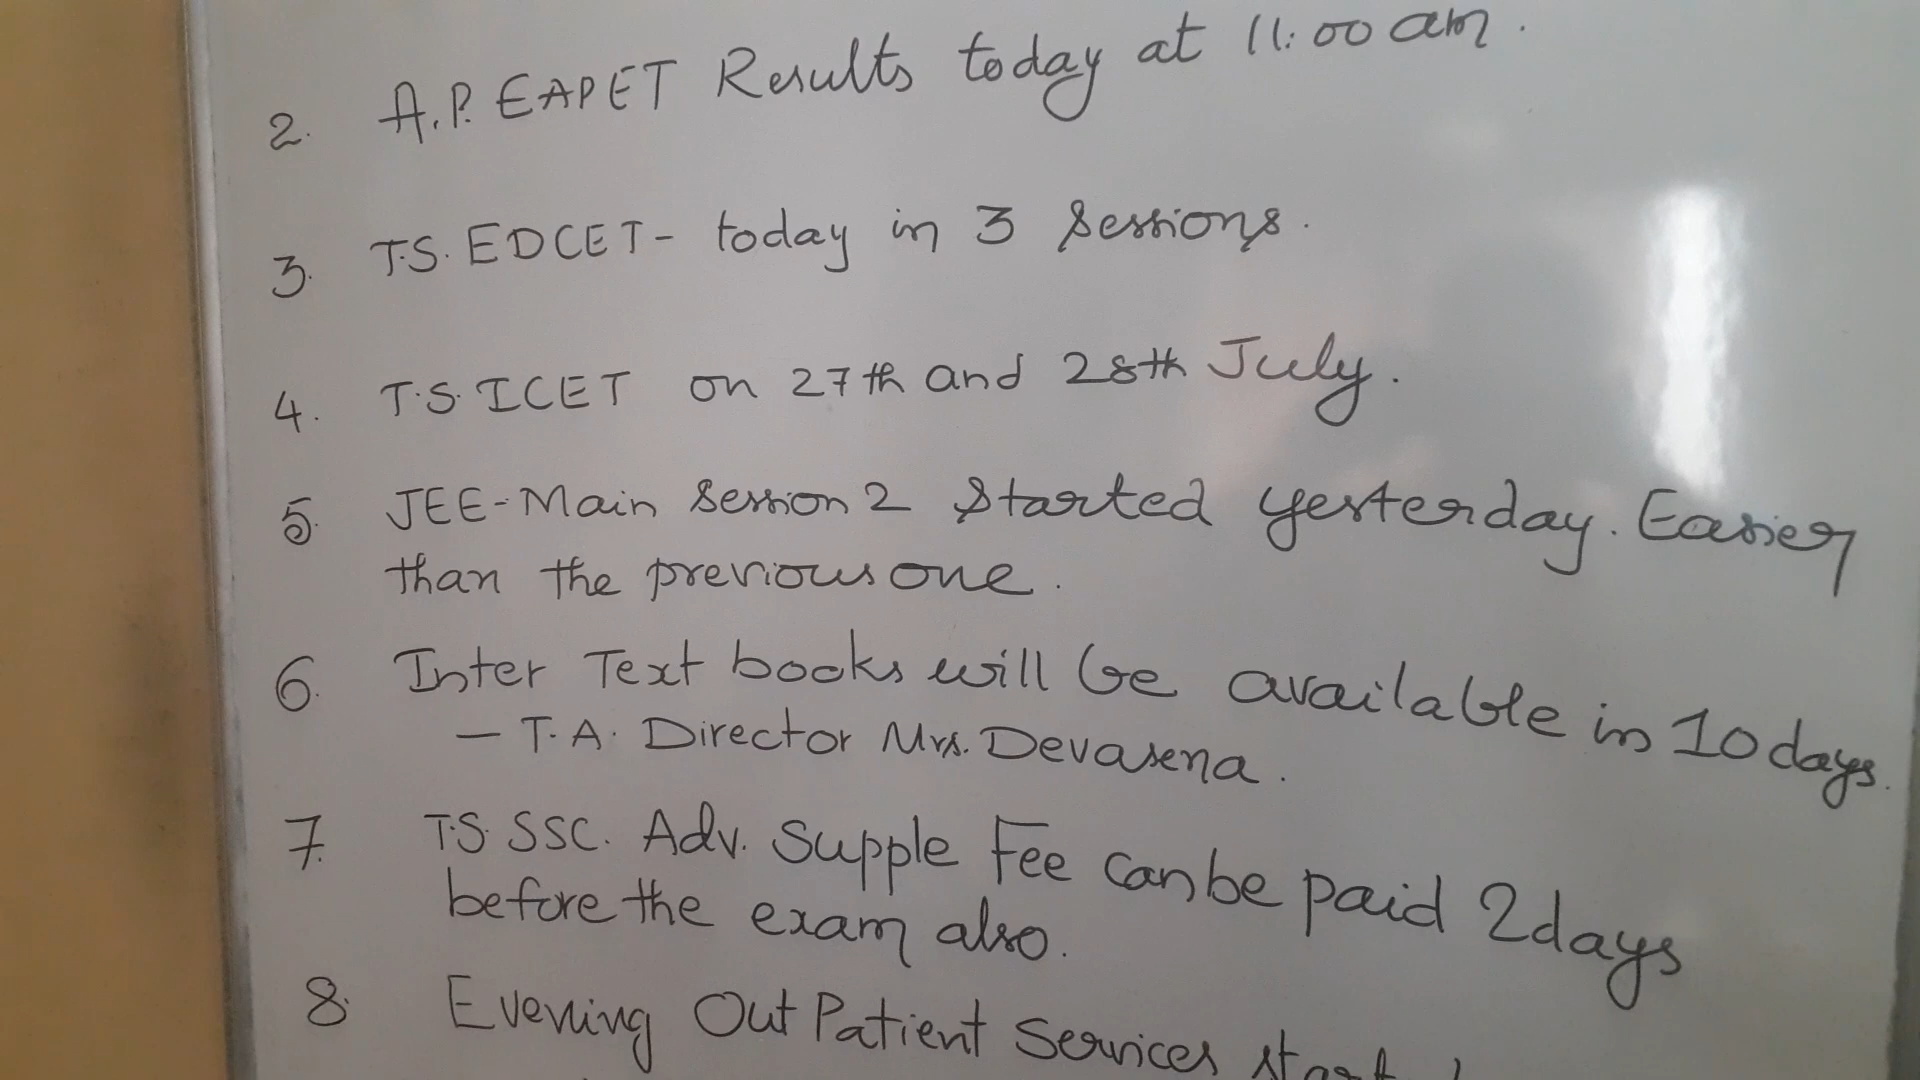 2. A.P. EAPET Results today at 11:00 am.
3. T.S. EDCET- today in 3 sessions.
4. T.S. ICET on 27th and 28th July.
5. JEE-Main Session 2 Started yesterday. Easier
than the previous one.
6. Inter Text books will be available in 10 days.
— T.A. Director Mrs. Devasena.
7. T.S. SSC. Adv. Supple Fee can be paid 2 days
before the exam also.
8. Evening Out Patient Services